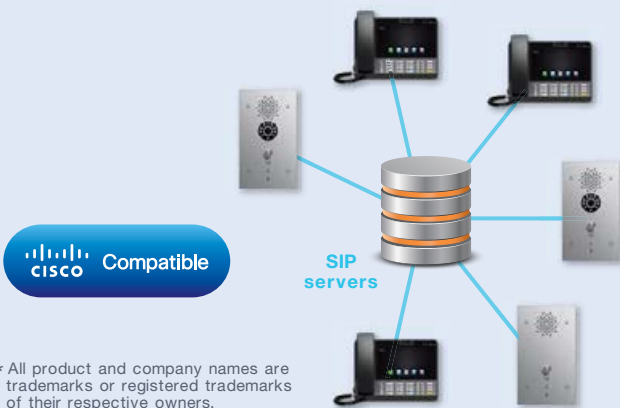 CISCO Compatible
SIP
servers
* All product and company names are
trademarks or registered trademarks
of their respective owners.